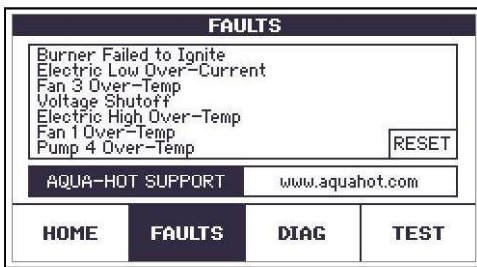 FAULTS
Burner Failed to Ignite
Electric Low Over-Current
Fan 3 Over-Temp
Voltage Shutoff
Electric High Over-Temp
Fan 1 Over-Temp
Pump 4 Over-Temp
RESET
AQUA-HOT SUPPORT www.aquahot.com
HOME FAULTS DIAG TEST